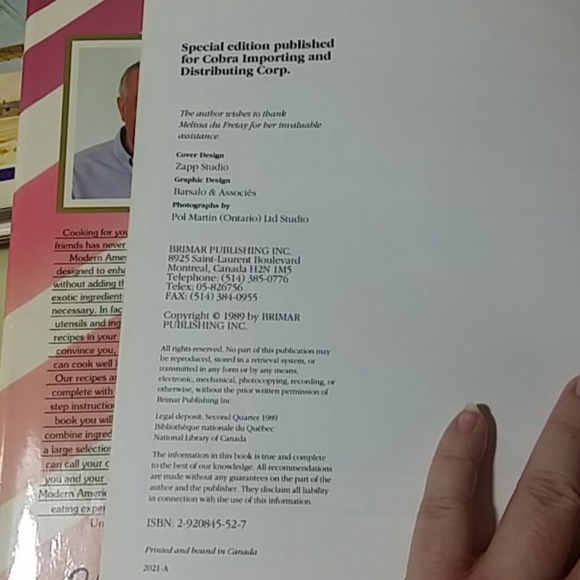 Special edition published
for Cobra Importing and
Distributing Corp.
The author wishes to thank
Melissa du Fretay for her invaluable
assistance.
Cover Design
Zapp Studio
Graphic Design
Barsalo & Associés
Photographs by
Pol Martin (Ontario) Ltd Studio
BRIMAR PUBLISHING INC.
8925 Saint-Laurent Boulevard
Montreal, Canada H2N 1M5
Telephone: (514) 385-0776
Telex: 05-826756
FAX: (514) 384-0955
Copyright © 1989 by BRIMAR
PUBLISHING INC.
All rights reserved. No part of this publication may
be reproduced, stored in a retrieval system, or
transmitted in any form or by any means,
electronic, mechanical, photocopying, recording, or
otherwise, without the prior written permission of
Brimar Publishing Inc.
Legal deposit: Second Quarter 1989
Bibliothèque nationale du Québec
National Library of Canada
The information in this book is true and complete
to the best of our knowledge. All recommendations
are made without any guarantees on the part of the
author and the publisher. They disclaim all liability
in connection with the use of this information.
ISBN: 2-920845-52-7
Printed and bound in Canada
2021-A
Cooking for you
friends has never
Modern Ame
designed to enh
without adding th
exotic ingredient
necessary. In fac
utensils and ing
recipes in your
convince you,
can cook well
Our recipes a
complete with
step instructio
book you will
combine ingred
a large selectio
can call your c
you and your
Modern Americ
eating expe